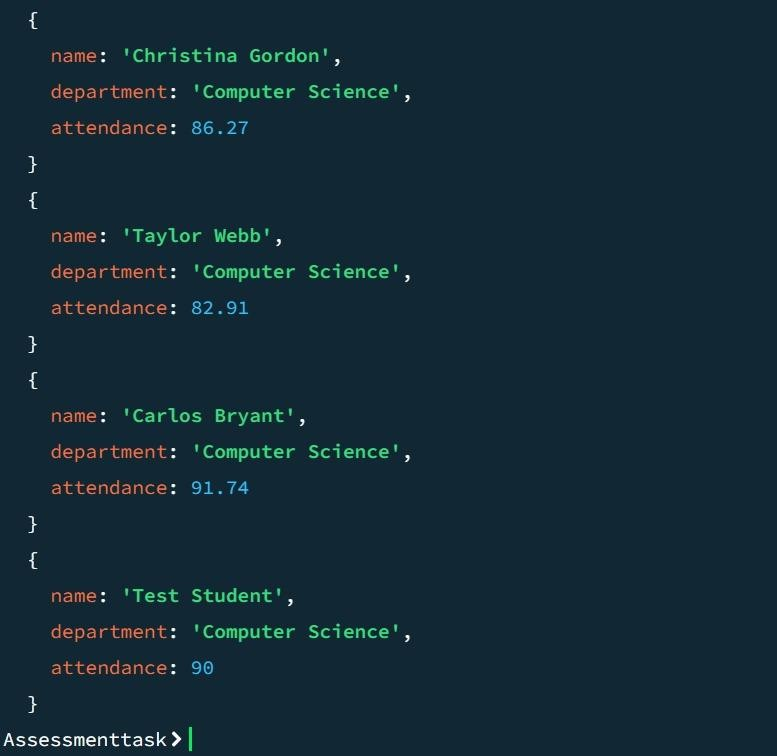 {
name: 'Christina Gordon',
department: 'Computer Science',
attendance: 86.27
}
{
name: 'Taylor Webb',
department: 'Computer Science',
attendance: 82.91
}
{
name: 'Carlos Bryant',
department: 'Computer Science',
attendance: 91.74
}
{
name: 'Test Student',
department: 'Computer Science',
attendance: 90
}
Assessmenttask>